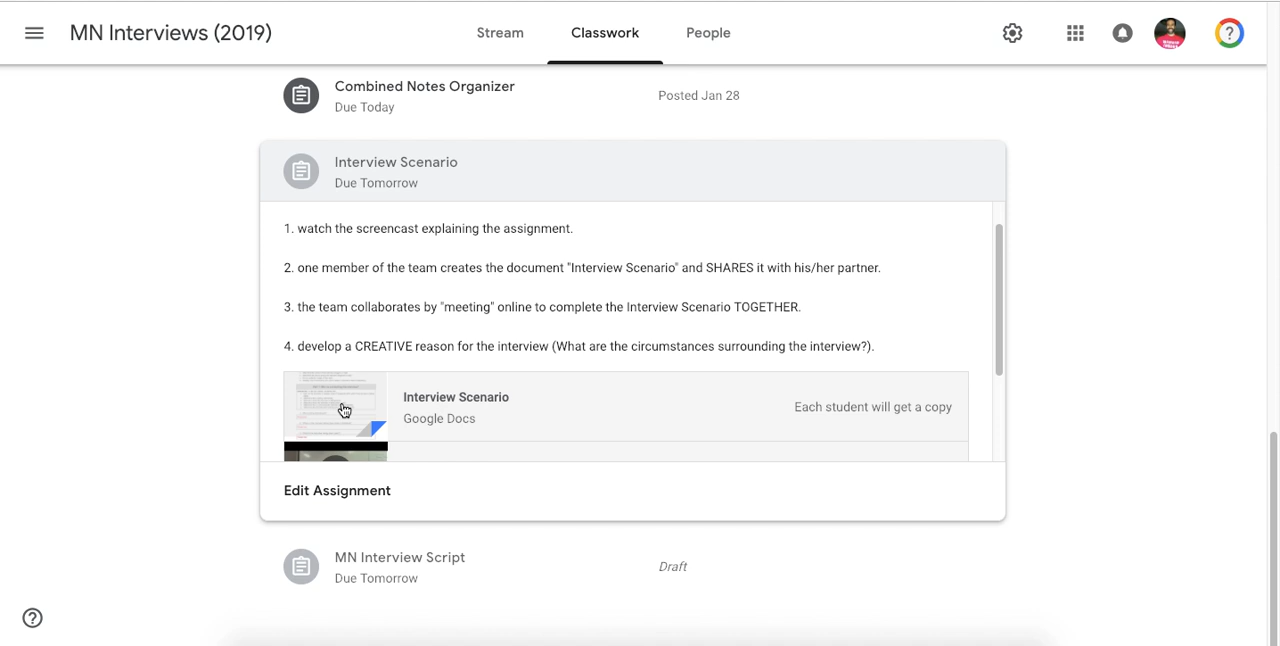 MN Interviews (2019)
Stream
Classwork
People
?
Combined Notes Organizer
Posted Jan 28
Due Today
Interview Scenario
Due Tomorrow
1. watch the screencast explaining the assignment.
2. one member of the team creates the document "Interview Scenario" and SHARES it with his/her partner.
3. the team collaborates by "meeting" online to complete the Interview Scenario TOGETHER.
4. develop a CREATIVE reason for the interview (What are the circumstances surrounding the interview?).
Interview Scenario
Each student will get a copy
Google Docs
Edit Assignment
MN Interview Script
Draft
Due Tomorrow
?